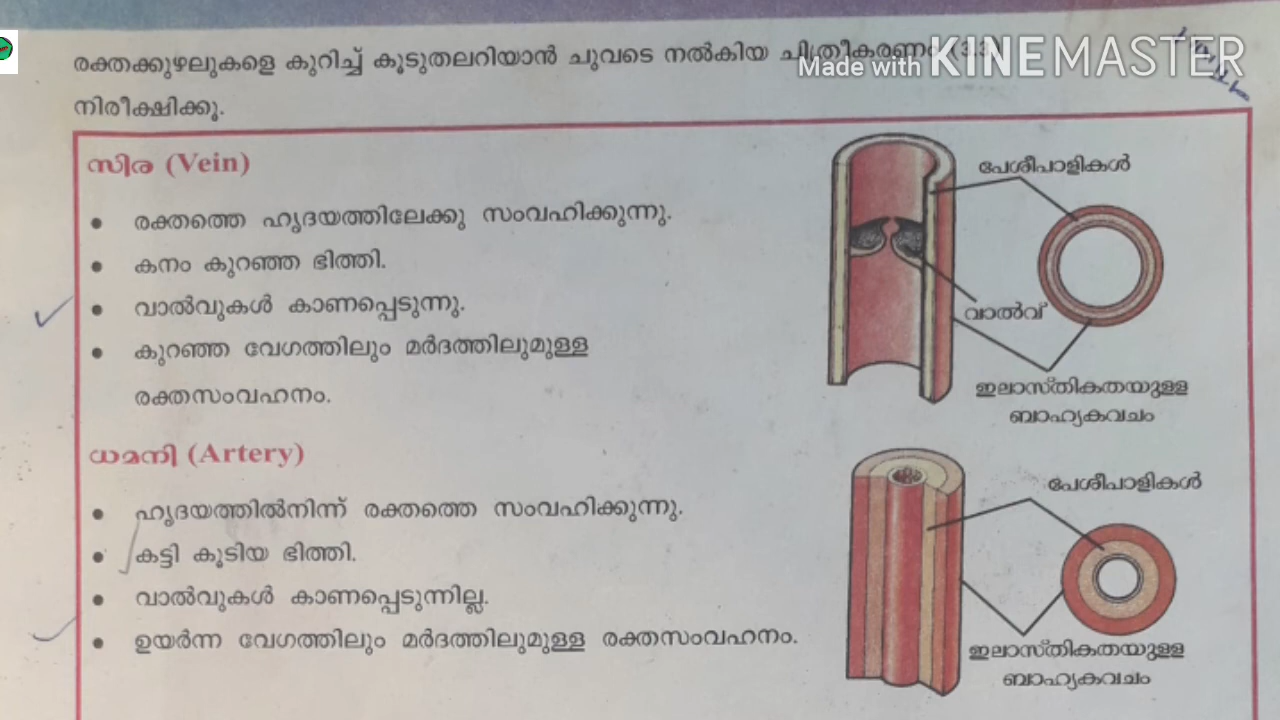 രക്തക്കുഴലുകളെ കുറിച്ച് കൂടുതലറിയാൻ ചുവടെ നൽകിയ ചിത്രീകരണം
Made with KINEMASTER
നിരീക്ഷിക്കൂ.
സിര (Vein)
• രക്തത്തെ ഹൃദയത്തിലേക്കു സംവഹിക്കുന്നു.
• കനം കുറഞ്ഞ ഭിത്തി.
• വാൽവുകൾ കാണപ്പെടുന്നു.
• കുറഞ്ഞ വേഗത്തിലും മർദത്തിലുമുള്ള
രക്തസംവഹനം.
പേശീപാളികൾ
വാൽവ്
ഇലാസ്തികതയുള്ള
ബാഹ്യകവചം
ധമനി (Artery)
• ഹൃദയത്തിൽനിന്ന് രക്തത്തെ സംവഹിക്കുന്നു.
• കട്ടി കൂടിയ ഭിത്തി.
• വാൽവുകൾ കാണപ്പെടുന്നില്ല.
• ഉയർന്ന വേഗത്തിലും മർദത്തിലുമുള്ള രക്തസംവഹനം.
പേശീപാളികൾ
ഇലാസ്തികതയുള്ള
ബാഹ്യകവചം